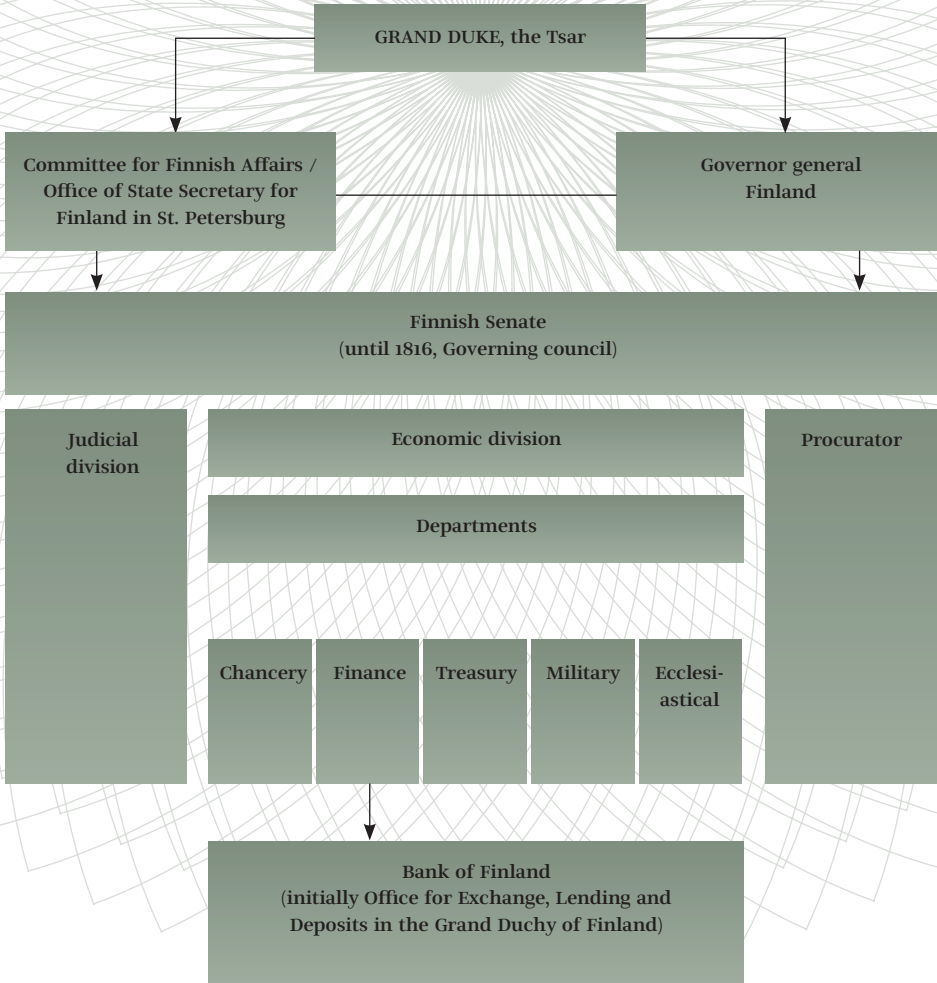 GRAND DUKE, the Tsar
Committee for Finnish Affairs /
Office of State Secretary for
Finland in St. Petersburg
Governor general
Finland
Finnish Senate
(until 1816, Governing council)
Judicial
division
Economic division
Procurator
Departments
Chancery
Finance
Treasury
Military
Ecclesi-
astical
Bank of Finland
(initially Office for Exchange, Lending and
Deposits in the Grand Duchy of Finland)